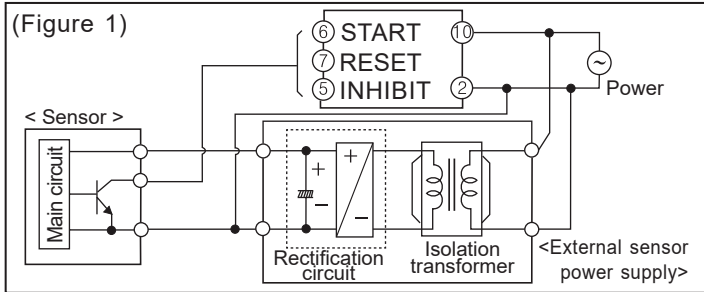 (Figure 1)
⑥ START ⑩
⑦ RESET
⑤ INHIBIT ②
~
Power
< Sensor >
Main circuit
+
−
+
−
Rectification
circuit
Isolation
transformer
<External sensor
power supply>